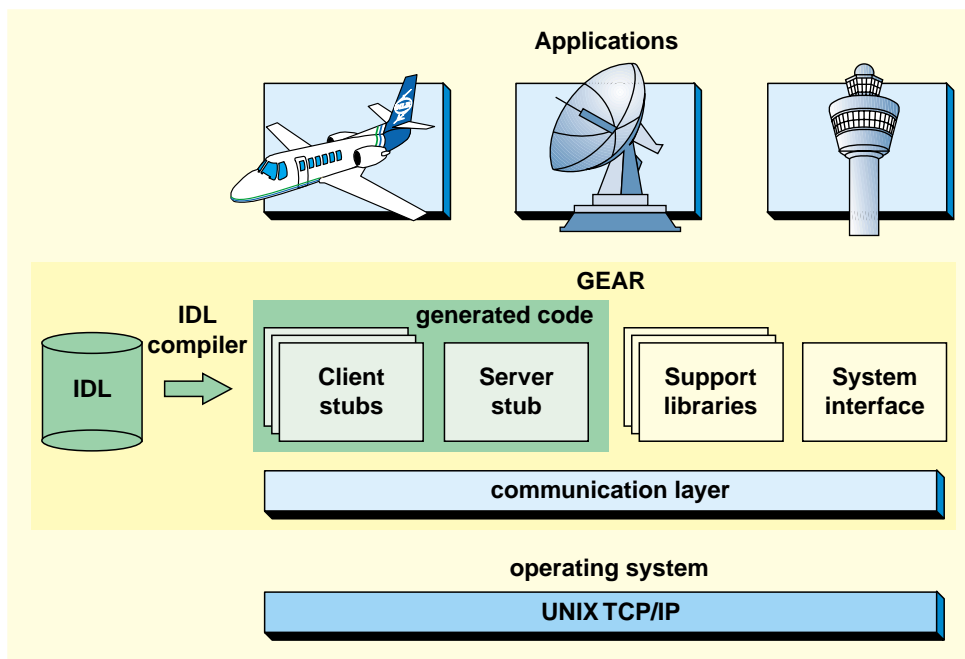 Applications
GEAR
IDL
compiler
generated code
IDL
Client
stubs
Server
stub
Support
libraries
System
interface
communication layer
operating system
UNIX TCP/IP